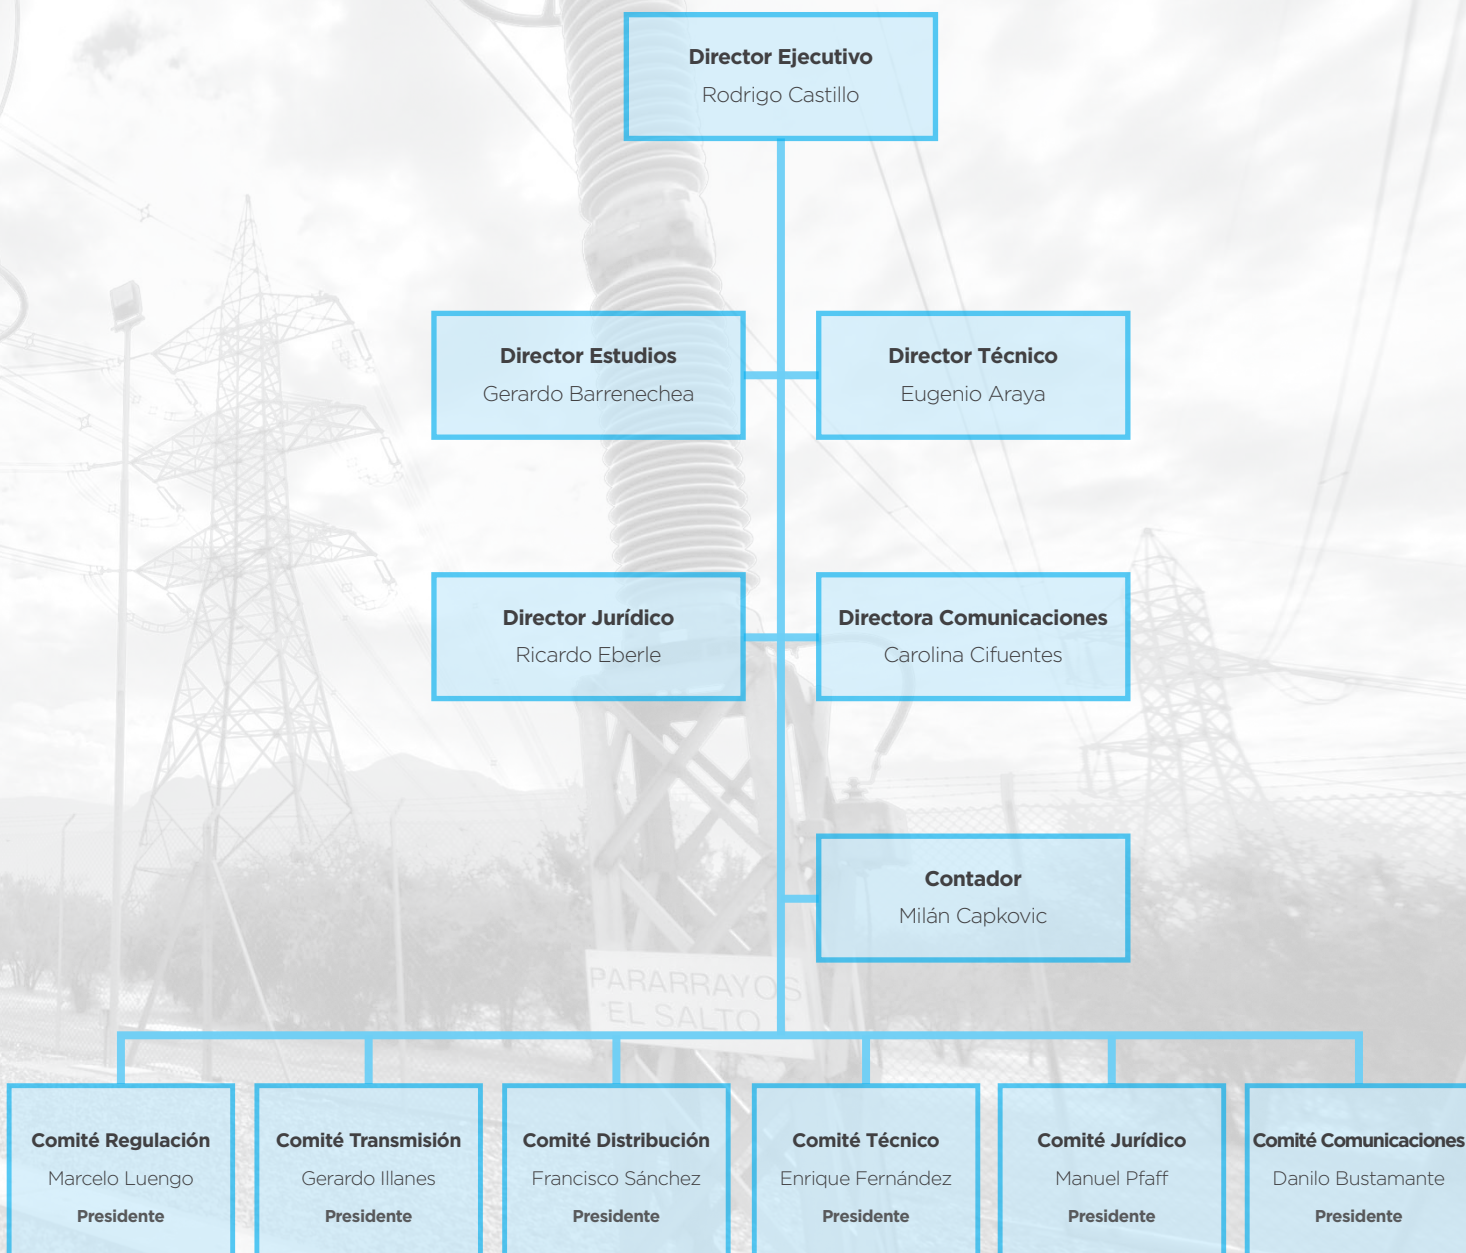 Director Ejecutivo
Rodrigo Castillo
Director Estudios
Gerardo Barrenechea
Director Técnico
Eugenio Araya
Director Jurídico
Ricardo Eberle
Directora Comunicaciones
Carolina Cifuentes
Contador
Milán Capkovic
PARARRAYOS
"EL SALTO"
Comité Regulación
Marcelo Luengo
Presidente
Comité Transmisión
Gerardo Illanes
Presidente
Comité Distribución
Francisco Sánchez
Presidente
Comité Técnico
Enrique Fernández
Presidente
Comité Jurídico
Manuel Pfaff
Presidente
Comité Comunicaciones
Danilo Bustamante
Presidente